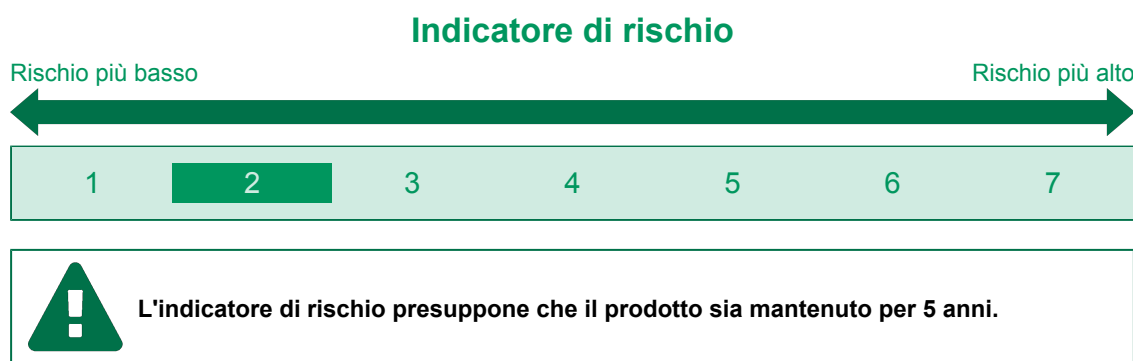 Indicatore di rischio
Rischio più basso Rischio più alto
1 2 3 4 5 6 7
L'indicatore di rischio presuppone che il prodotto sia mantenuto per 5 anni.